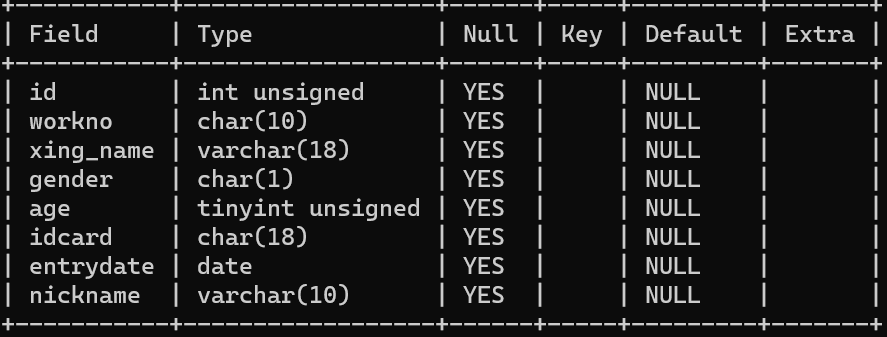 +-----------+------------------+------+-----+---------+-------+
| Field     | Type             | Null | Key | Default | Extra |
+-----------+------------------+------+-----+---------+-------+
| id        | int unsigned     | YES  |     | NULL    |       |
| workno    | char(10)         | YES  |     | NULL    |       |
| xing_name | varchar(18)      | YES  |     | NULL    |       |
| gender    | char(1)          | YES  |     | NULL    |       |
| age       | tinyint unsigned | YES  |     | NULL    |       |
| idcard    | char(18)         | YES  |     | NULL    |       |
| entrydate | date             | YES  |     | NULL    |       |
| nickname  | varchar(10)      | YES  |     | NULL    |       |
+-----------+------------------+------+-----+---------+-------+